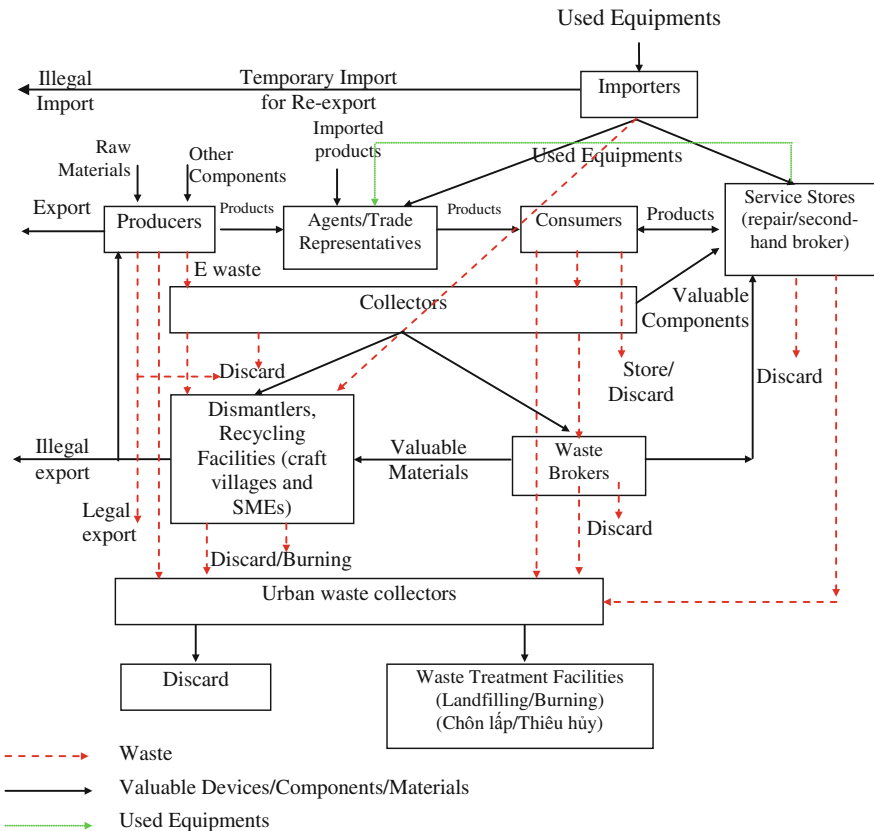 Used Equipments
Illegal
Import
Temporary Import
for Re-export
Importers
Imported
products
Raw
Materials
Other
Components
Used Equipments
Export
Producers
Products
Agents/Trade
Representatives
Products
Consumers
Products
Service Stores
(repair/second-
hand broker)
E waste
Collectors
Valuable
Components
Discard
Store/
Discard
Discard
Dismantlers,
Recycling
Facilities (craft
villages and
SMEs)
Illegal
export
Valuable
Materials
Waste
Brokers
Legal
export
Discard
Discard/Burning
Urban waste collectors
Discard
Waste Treatment Facilities
(Landfilling/Burning)
(Chôn lấp/Thiêu hủy)
Waste
Valuable Devices/Components/Materials
Used Equipments